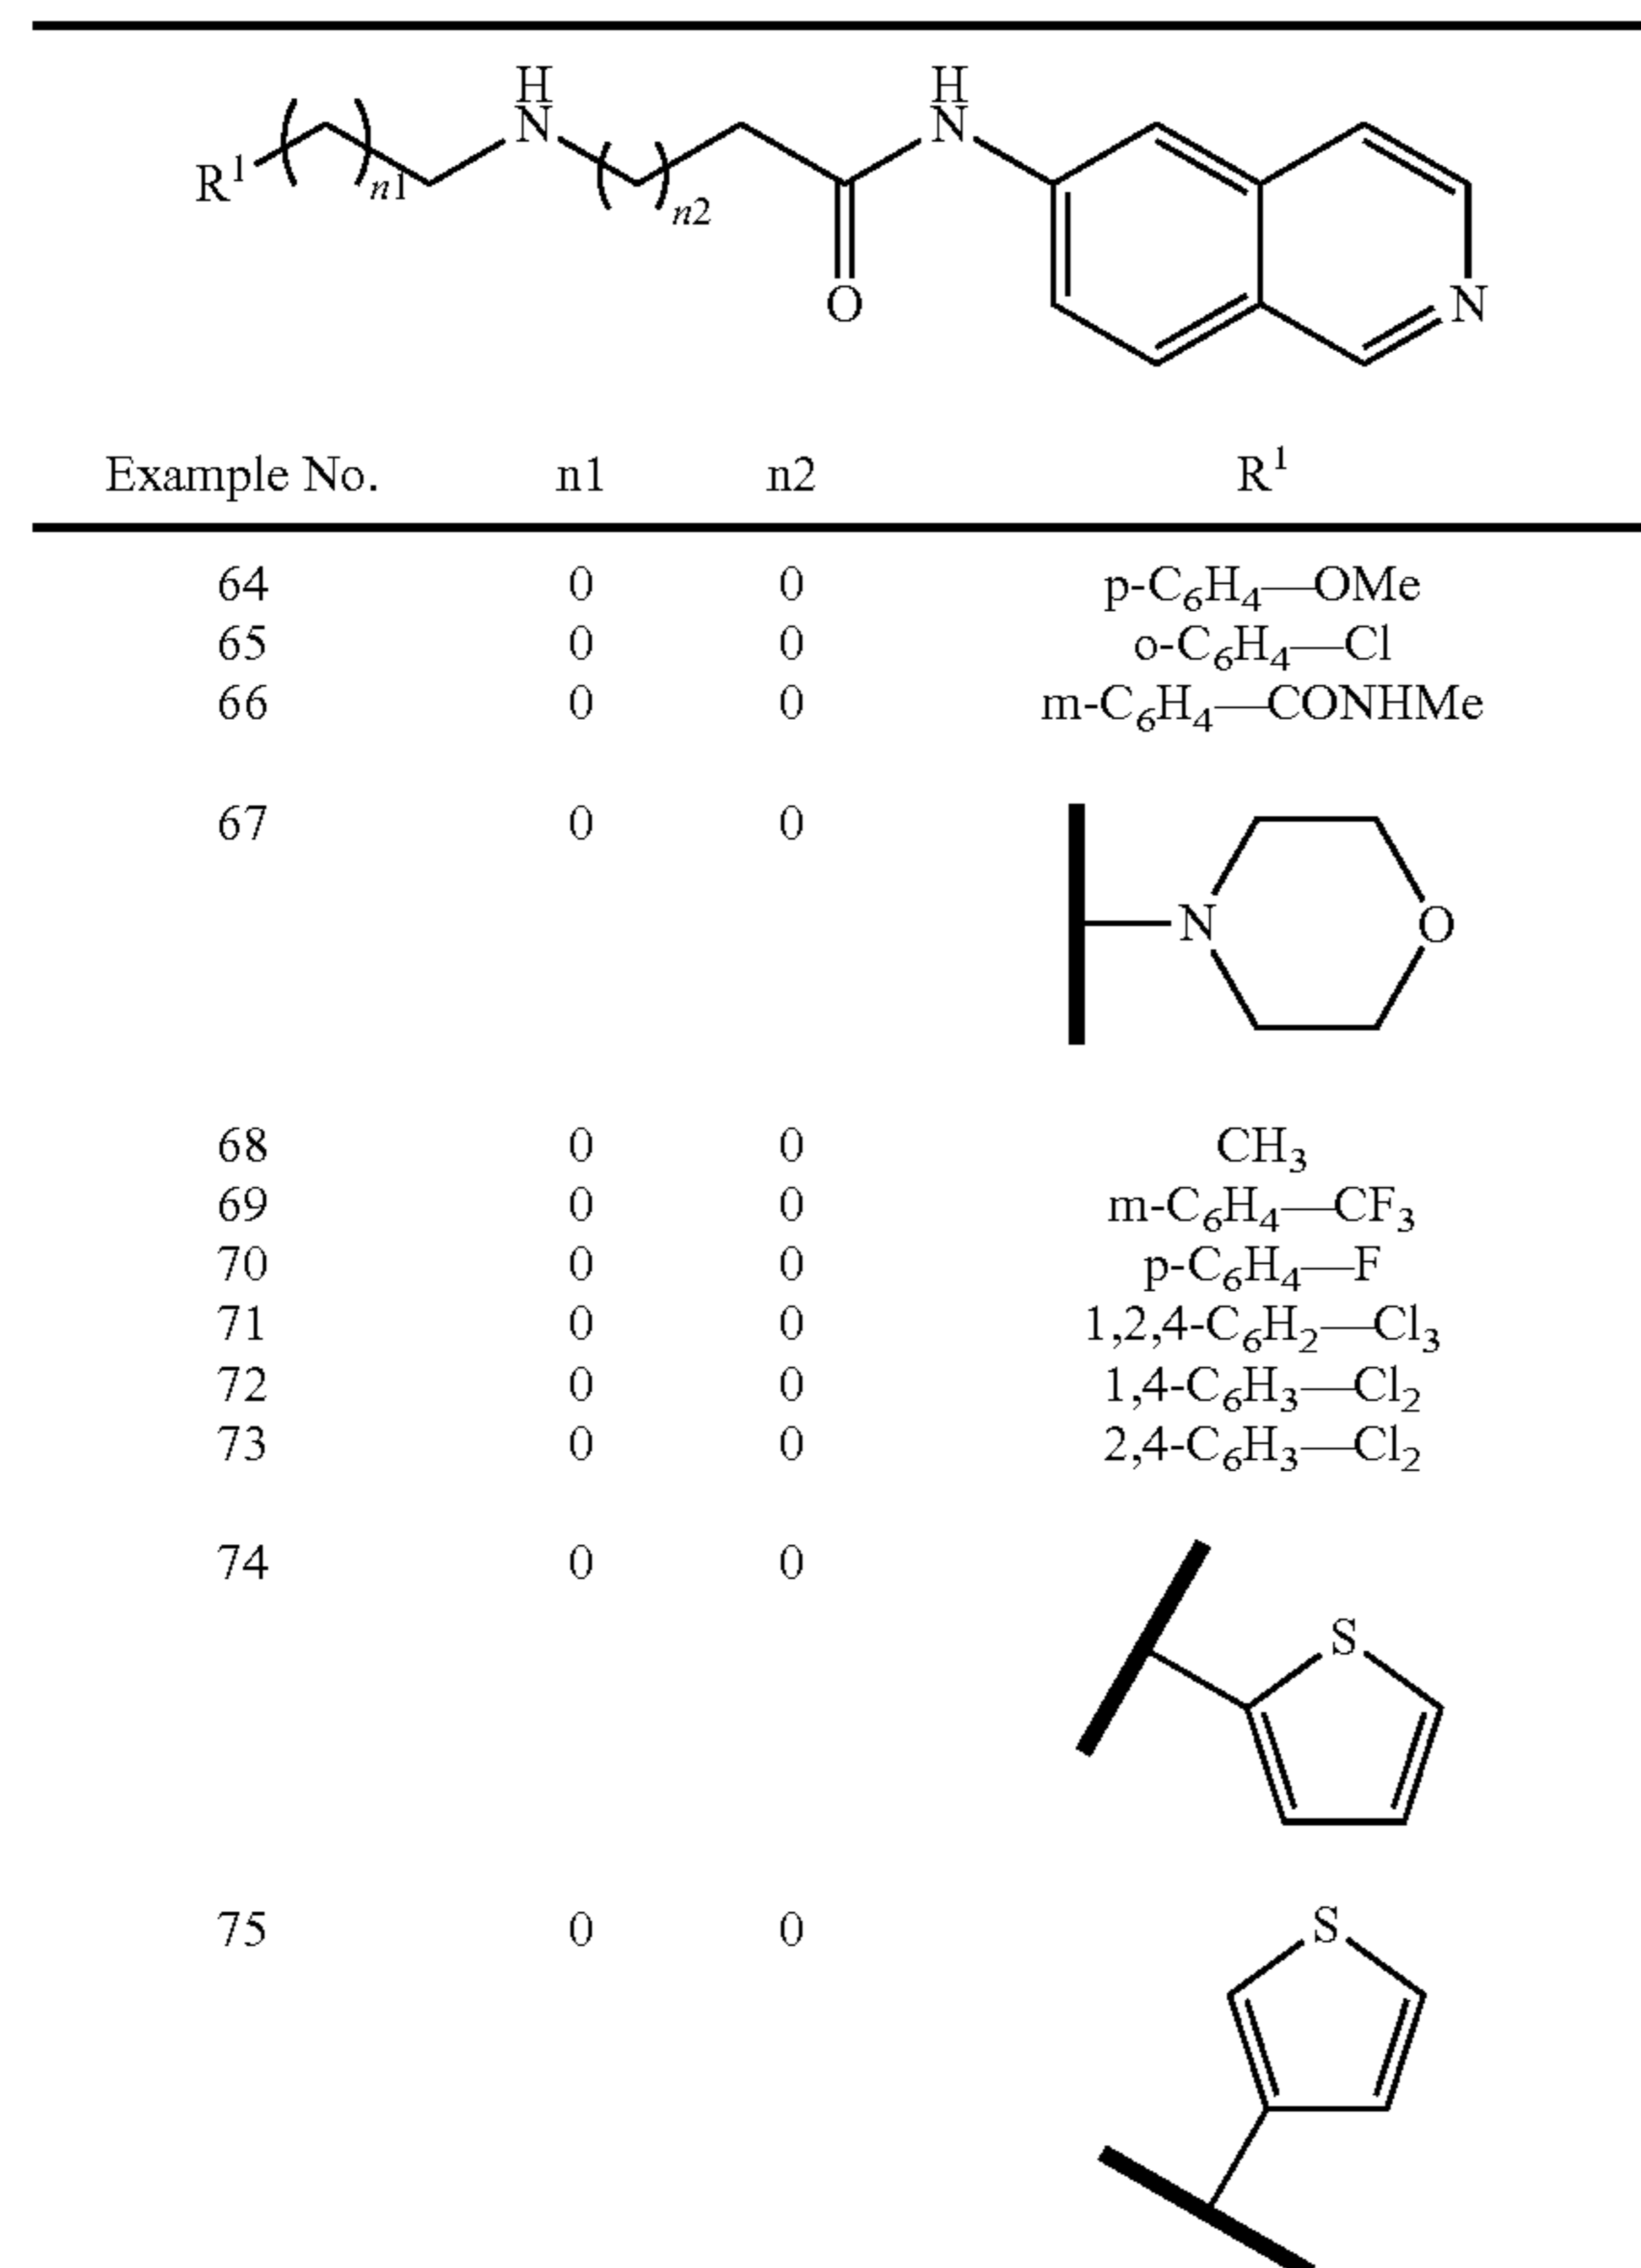 H H
R¹ ( ) n1 N ( ) n2 N
O N
Example No. n1 n2 R¹
64 0 0 p-C₆H₄—OMe
65 0 0 o-C₆H₄—Cl
66 0 0 m-C₆H₄—CONHMe
67 0 0
N O
68 0 0 CH₃
69 0 0 m-C₆H₄—CF₃
70 0 0 p-C₆H₄—F
71 0 0 1,2,4-C₆H₂—Cl₃
72 0 0 1,4-C₆H₃—Cl₂
73 0 0 2,4-C₆H₃—Cl₂
74 0 0
S
75 0 0 S